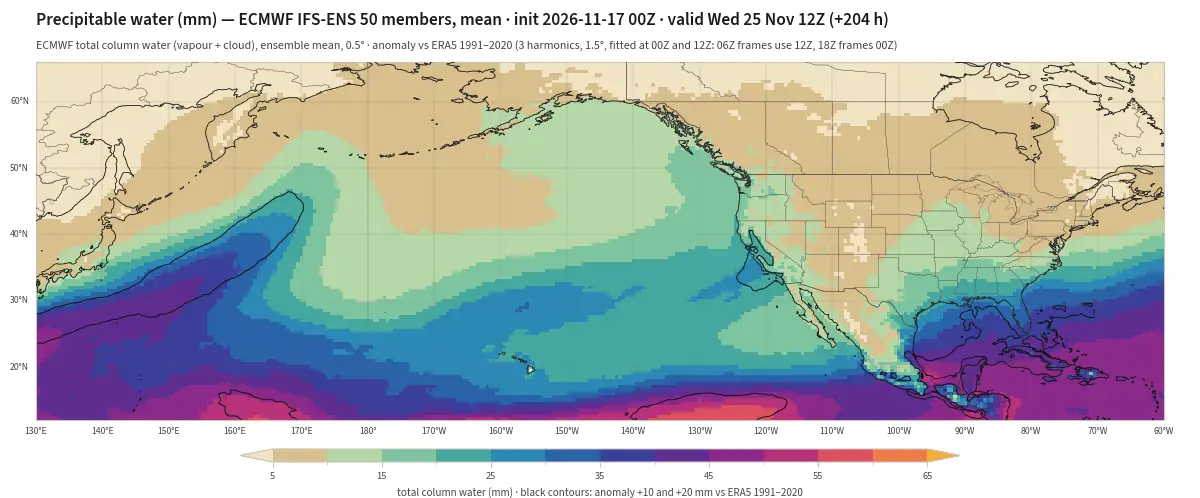 Precipitable water (mm) — ECMWF IFS-ENS 50 members, mean · init 2026-11-17 00Z · valid Wed 25 Nov 12Z (+204 h)
ECMWF total column water (vapour + cloud), ensemble mean, 0.5° · anomaly vs ERA5 1991–2020 (3 harmonics, 1.5°, fitted at 00Z and 12Z: 06Z frames use 12Z, 18Z frames 00Z)
60°N
50°N
40°N
30°N
20°N
130°E 140°E 150°E 160°E 170°E 180° 170°W 160°W 150°W 140°W 130°W 120°W 110°W 100°W 90°W 80°W 70°W 60°W
5 15 25 35 45 55 65
total column water (mm) · black contours: anomaly +10 and +20 mm vs ERA5 1991–2020